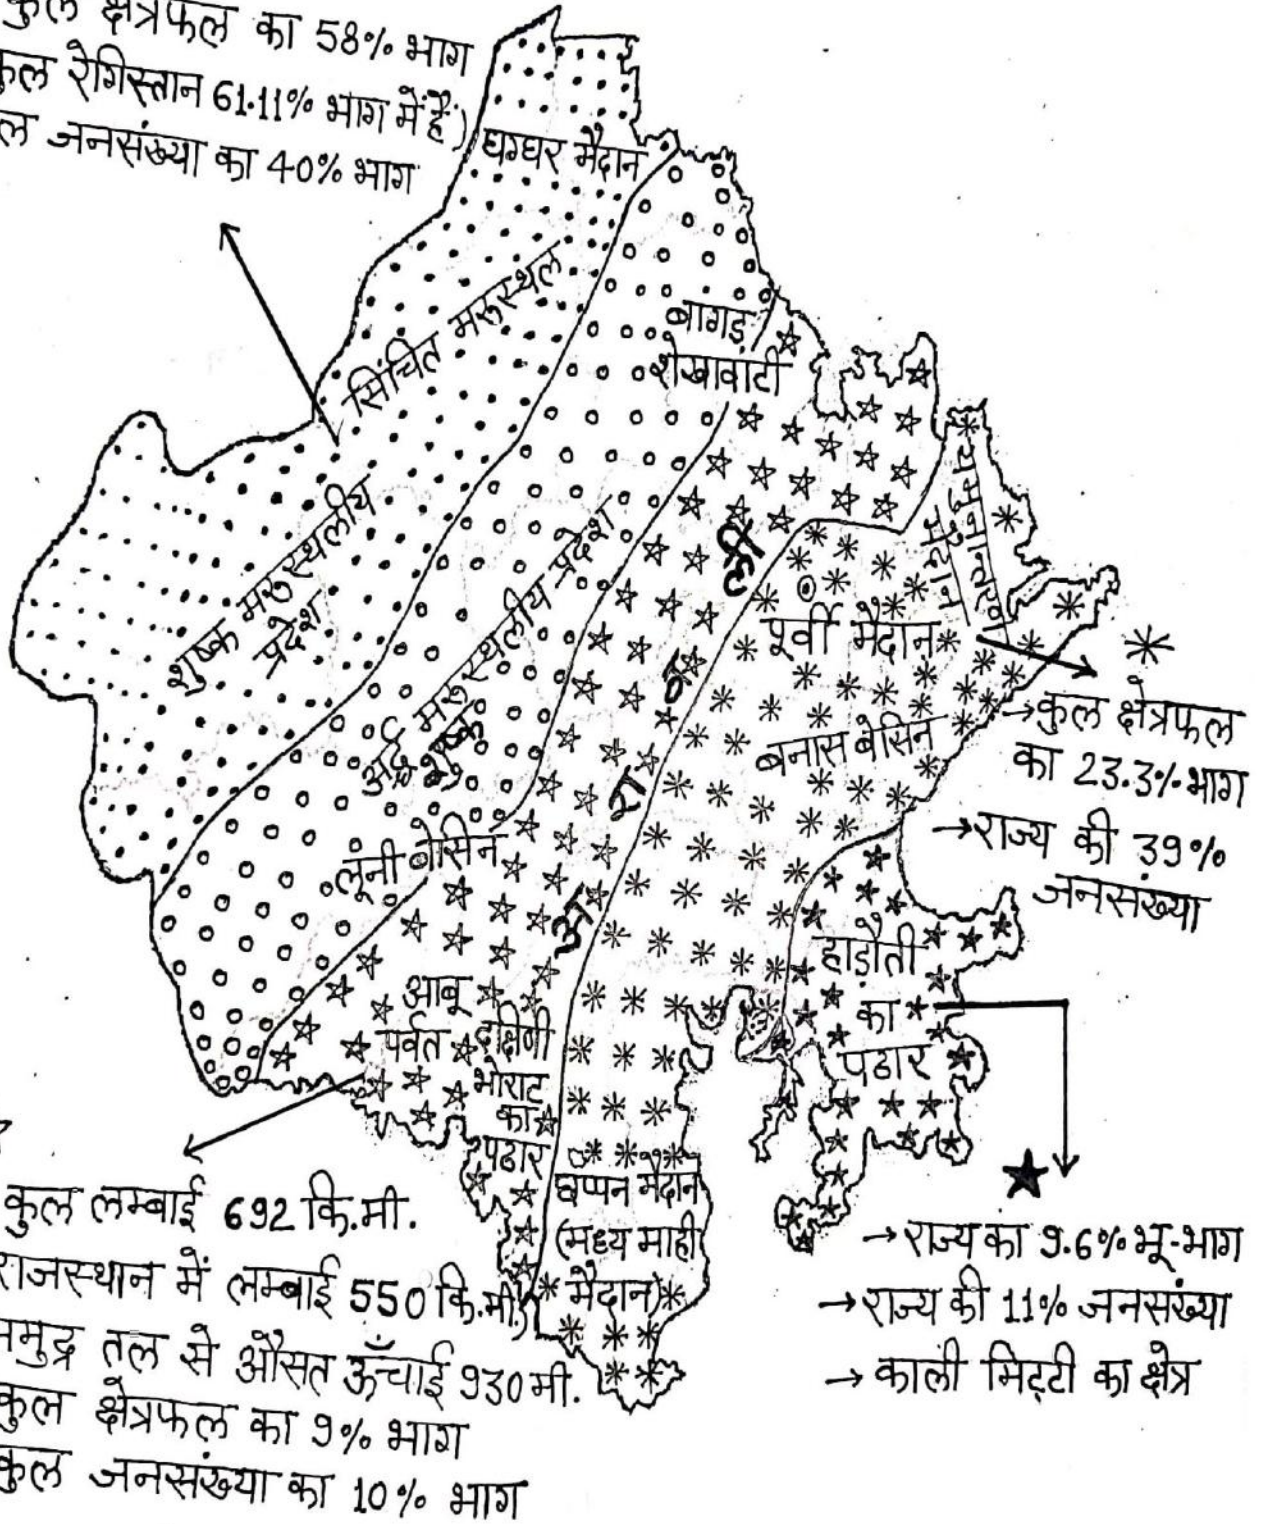 कुल क्षेत्रफल का 58% भाग
कुल रेगिस्तान 61.11% भाग में है)
जनसंख्या का 40% भाग
घग्घर मैदान
सिंचित मरूस्थल
बागड़
शेखावाटी
शुष्क मरुस्थलीय
प्रदेश
अर्द्ध मरुस्थलीय प्रदेश
शुष्क
लूनी बेसिन
अ रा व ली
यमुनान्तरण
मैदान
पूर्वी मैदान
बनास बेसिन
→कुल क्षेत्रफल
का 23.3% भाग
→राज्य की 39%
जनसंख्या
हाड़ौती
का
पठार
आबू
पर्वत
दक्षिणी
भोराट
का
पठार
छप्पन मैदान
(मध्य माही
मैदान)
कुल लम्बाई 692 कि.मी.
राजस्थान में लम्बाई 550 कि.मी.
समुद्र तल से औसत ऊँचाई 930 मी.
कुल क्षेत्रफल का 9% भाग
कुल जनसंख्या का 10% भाग
→राज्य का 9.6% भू-भाग
→राज्य की 11% जनसंख्या
→ काली मिट्टी का क्षेत्र